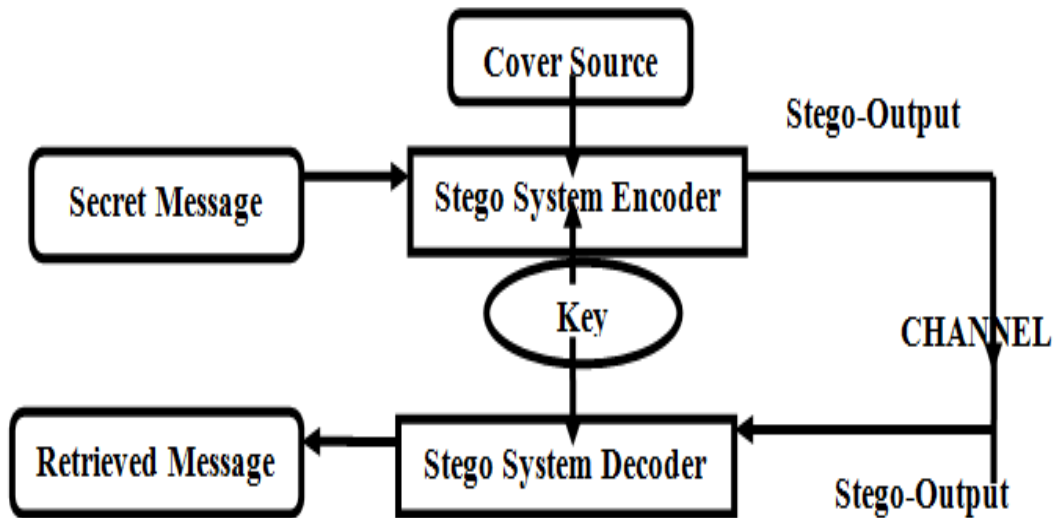 Cover Source
Stego-Output
Secret Message
Stego System Encoder
Key
CHANNEL
Retrieved Message
Stego System Decoder
Stego-Output